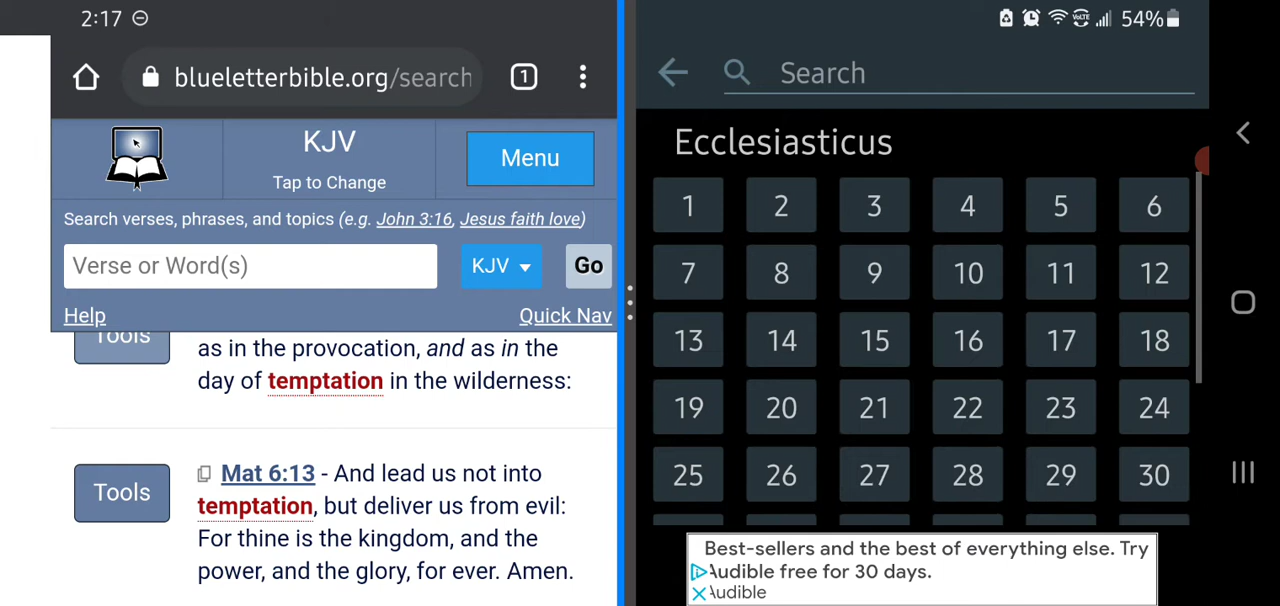 2:17
blueletterbible.org/search
1
KJV
Tap to Change
Menu
Search verses, phrases, and topics (e.g. John 3:16, Jesus faith love)
Verse or Word(s)
KJV
Go
Help
Quick Nav
Tools
as in the provocation, and as in the
day of temptation in the wilderness:
Tools
Mat 6:13 - And lead us not into
temptation, but deliver us from evil:
For thine is the kingdom, and the
power, and the glory, for ever. Amen.
VoLTE 54%
Search
Ecclesiasticus
1 2 3 4 5 6
7 8 9 10 11 12
13 14 15 16 17 18
19 20 21 22 23 24
25 26 27 28 29 30
Best-sellers and the best of everything else. Try
Audible free for 30 days.
Audible